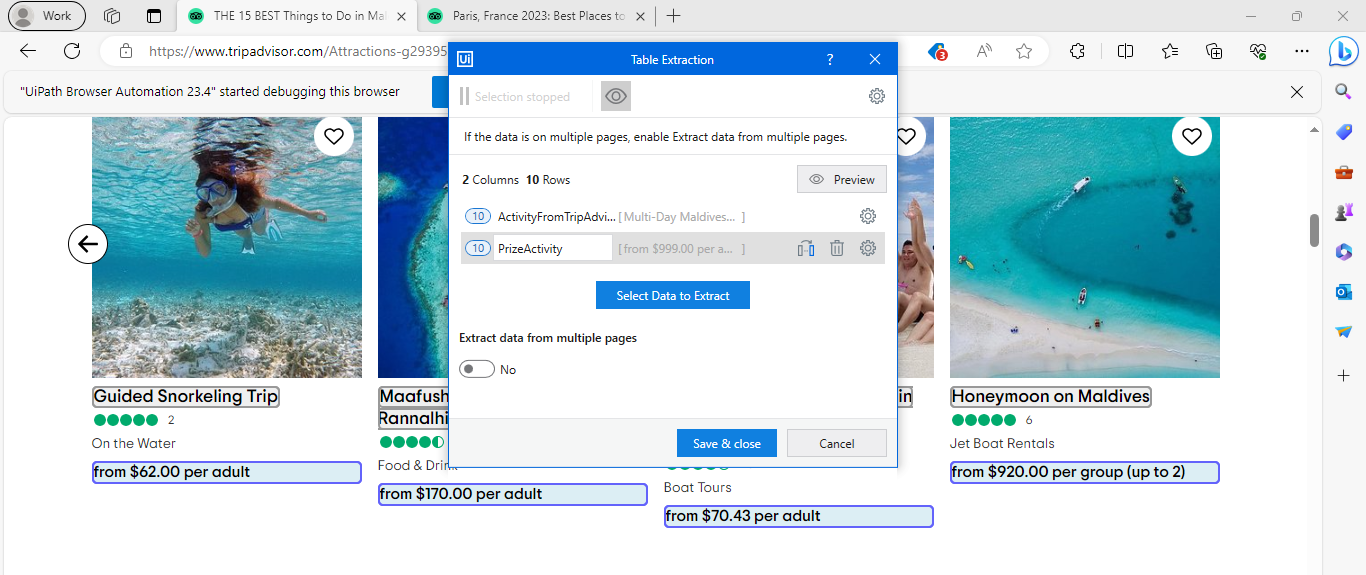 Work
THE 15 BEST Things to Do in Mal
Paris, France 2023: Best Places to
https://www.tripadvisor.com/Attractions-g29395
3
"UiPath Browser Automation 23.4" started debugging this browser
Ui
Table Extraction
?
Selection stopped
If the data is on multiple pages, enable Extract data from multiple pages.
2 Columns 10 Rows
Preview
10 ActivityFromTripAdvi... [ Multi-Day Maldives... ]
10 PrizeActivity [ from $999.00 per a... ]
Select Data to Extract
Extract data from multiple pages
No
Save & close
Cancel
Guided Snorkeling Trip
2
On the Water
from $62.00 per adult
Maafush
Rannalhi
Food & Drink
from $170.00 per adult
in
Boat Tours
from $70.43 per adult
Honeymoon on Maldives
6
Jet Boat Rentals
from $920.00 per group (up to 2)